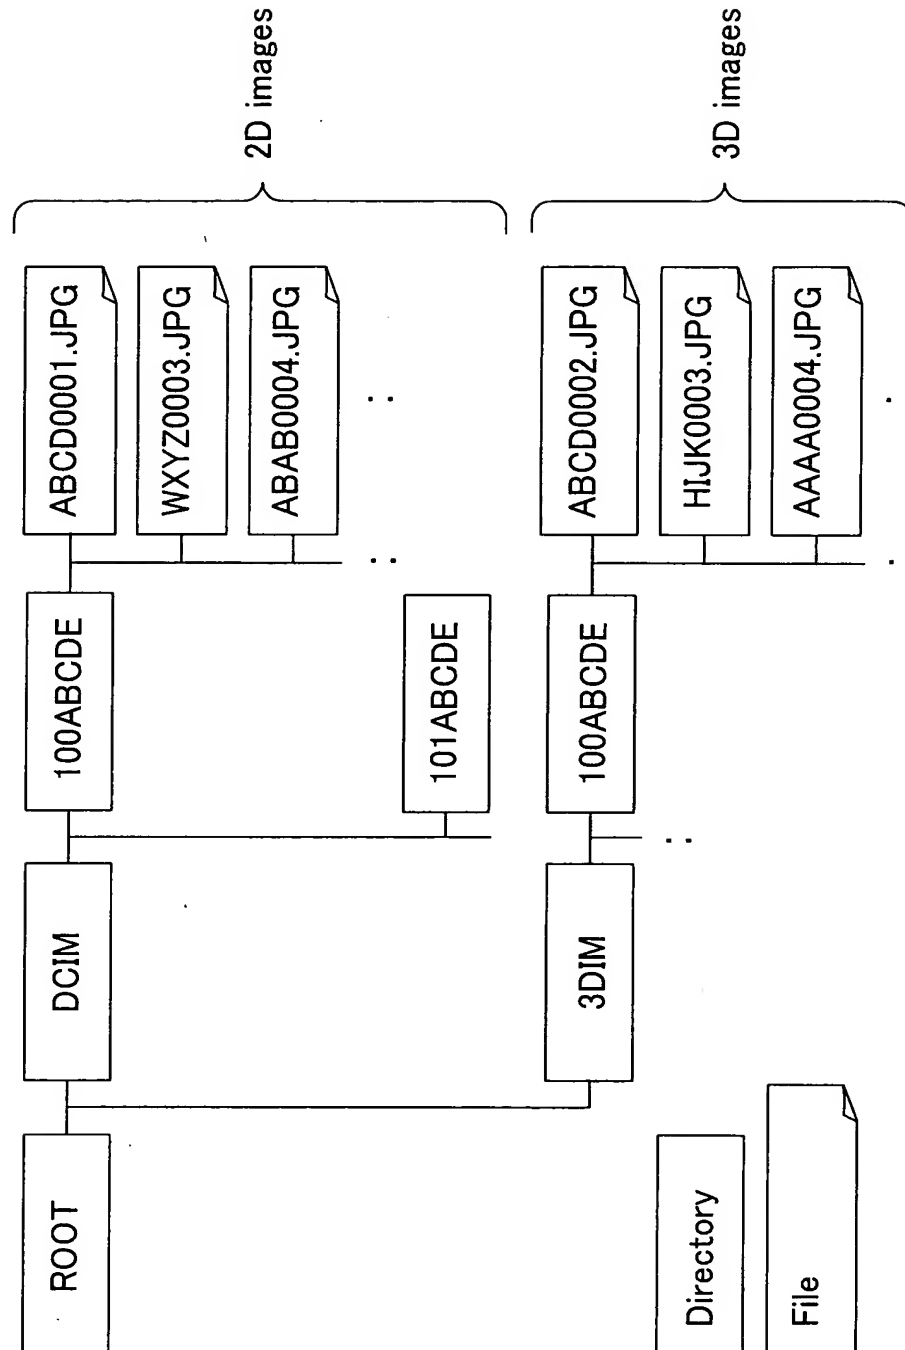 ROOT
DCIM
100ABCDE
ABCD0001.JPG
WXYZ0003.JPG
ABAB0004.JPG
101ABCDE
2D images
3DIM
100ABCDE
ABCD0002.JPG
HIJK0003.JPG
AAAA0004.JPG
3D images
Directory
File